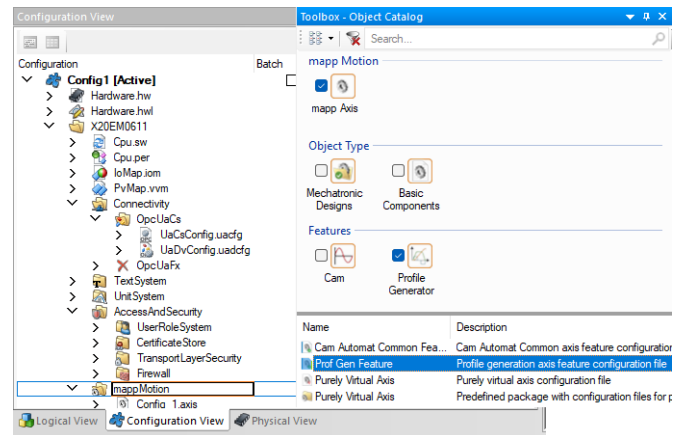 Configuration View
Configuration
Batch
Config1 [Active]
Hardware.hw
Hardware.hwl
X20EM0611
Cpu.sw
Cpu.per
IoMap.iom
PvMap.vvm
Connectivity
OpcUaCs
UaCsConfig.uacfg
UaDvConfig.uadcfg
OpcUaFx
TextSystem
UnitSystem
AccessAndSecurity
UserRoleSystem
CertificateStore
TransportLayerSecurity
Firewall
mappMotion
Config_1.axis
Logical View
Configuration View
Physical View
Toolbox - Object Catalog
Search...
mapp Motion
mapp Axis
Object Type
Mechatronic
Designs
Basic
Components
Features
Cam
Profile
Generator
Name Description
Cam Automat Common Fea... Cam Automat Common axis feature configuration
Prof Gen Feature Profile generation axis feature configuration file
Purely Virtual Axis Purely virtual axis configuration file
Purely Virtual Axis Predefined package with configuration files for p